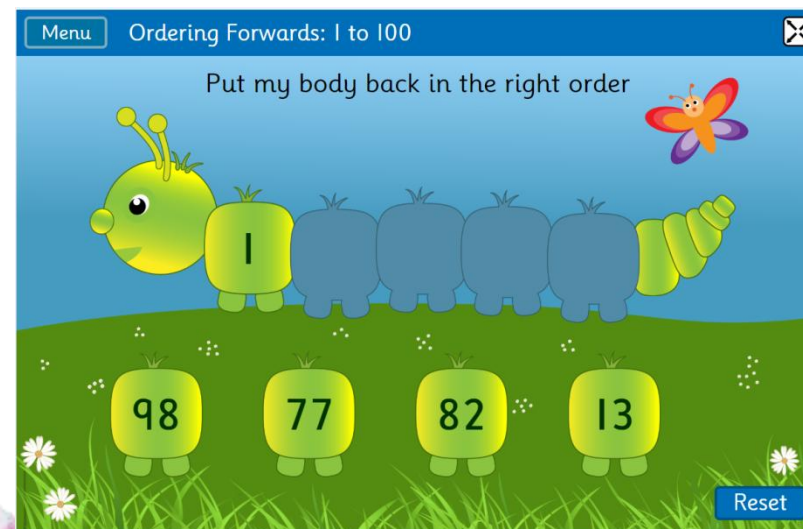 Menu
Ordering Forwards: 1 to 100
Put my body back in the right order
1
98 77 82 13
Reset